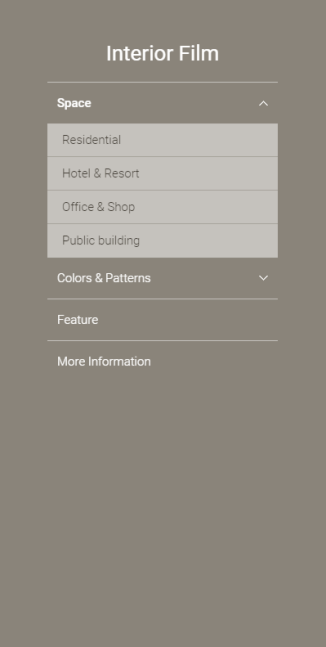 Interior Film
Space
Residential
Hotel & Resort
Office & Shop
Public building
Colors & Patterns
Feature
More Information